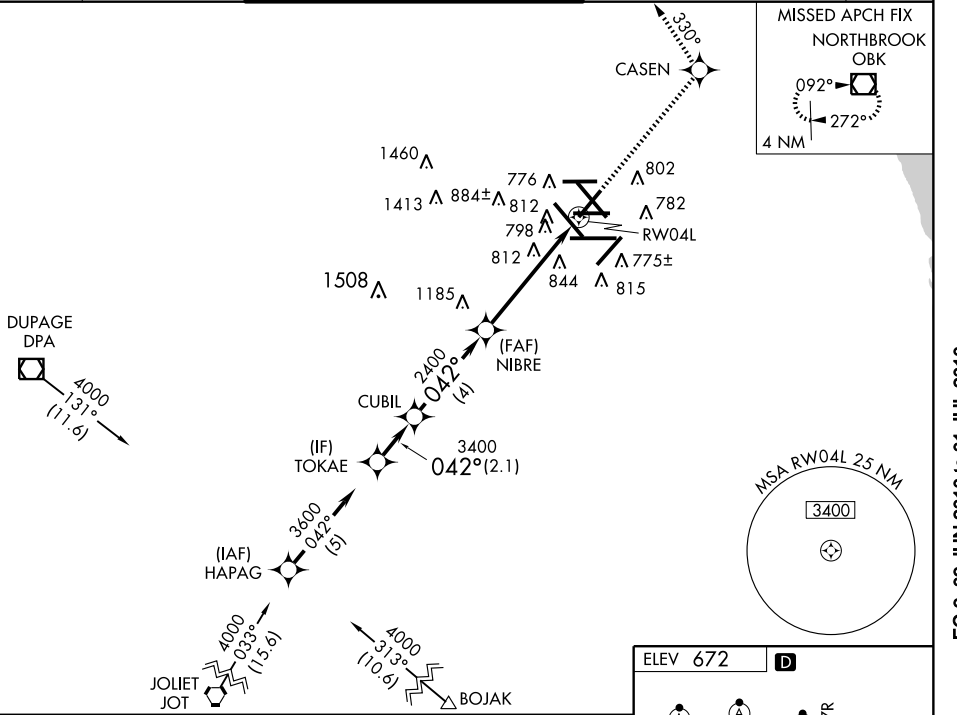 MISSED APCH FIX
NORTHBROOK
OBK
092°
272°
4 NM
330°
CASEN
1460
1413
884±
776
812
798
812
844
802
782
RW04L
775±
815
1508
1185
(FAF)
NIBRE
DUPAGE
DPA
4000
131°
(11.6)
2400
042°
(4)
CUBIL
(IF)
TOKAE
3400
042° (2.1)
MSA RW04L 25 NM
3400
3600
042°
(5)
(IAF)
HAPAG
4000
033°
(15.6)
JOLIET
JOT
4000
313°
(10.6)
BOJAK
ELEV 672
D
A